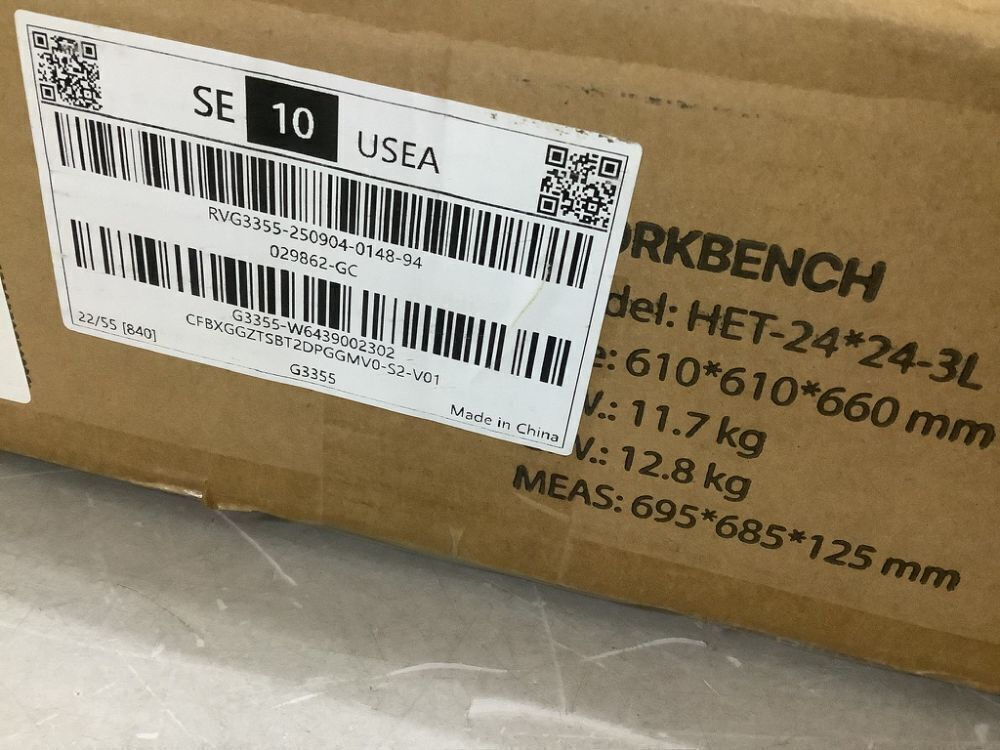 SE 10 USEA
RVG3355-250904-0148-94
029862-GC
G3355-W6439002302
CFBXGGZTSBT2DPGGMV0-S2-V01
22/55 [840]
G3355
Made in China
ORKBENCH
del: HET-24*24-3L
e: 610*610*660 mm
W.: 11.7 kg
W.: 12.8 kg
MEAS: 695*685*125 mm